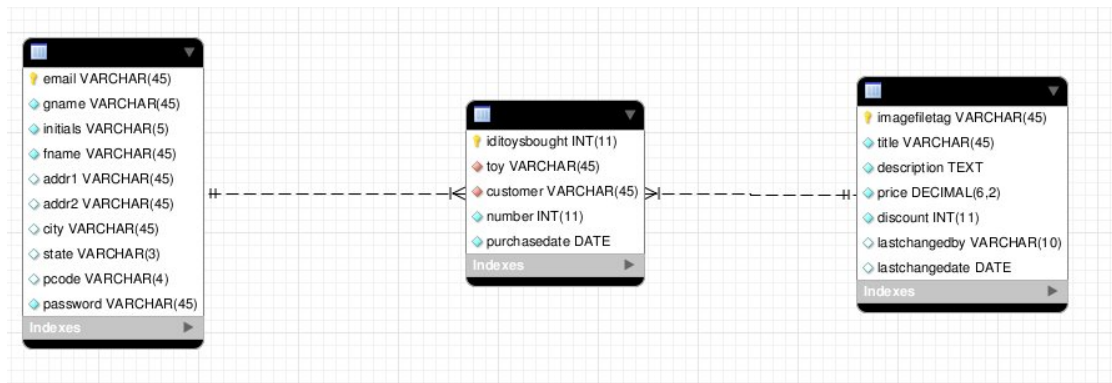 email VARCHAR(45)
gname VARCHAR(45)
initials VARCHAR(5)
fname VARCHAR(45)
addr1 VARCHAR(45)
addr2 VARCHAR(45)
city VARCHAR(45)
state VARCHAR(3)
pcode VARCHAR(4)
password VARCHAR(45)
Indexes
iditoysbought INT(11)
toy VARCHAR(45)
customer VARCHAR(45)
number INT(11)
purchasedate DATE
Indexes
imagefiletag VARCHAR(45)
title VARCHAR(45)
description TEXT
price DECIMAL(6,2)
discount INT(11)
lastchangedby VARCHAR(10)
lastchangeddate DATE
Indexes